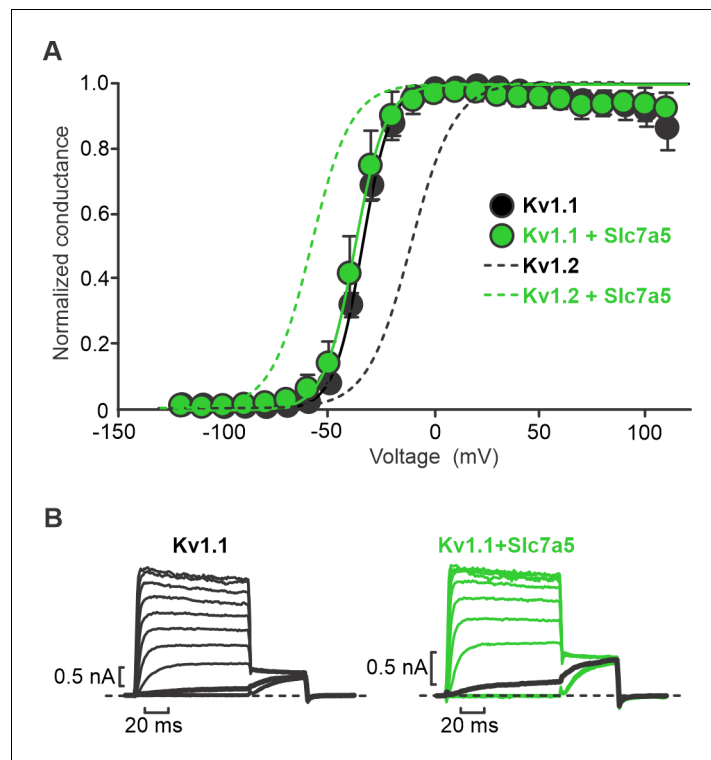 A
1.0
0.8
0.6
0.4
0.2
0
Normalized conductance
-150
-100
-50
0
50
100
Voltage (mV)
Kv1.1
Kv1.1 + Slc7a5
Kv1.2
Kv1.2 + Slc7a5
B
Kv1.1
Kv1.1+Slc7a5
0.5 nA
0.5 nA
20 ms
20 ms